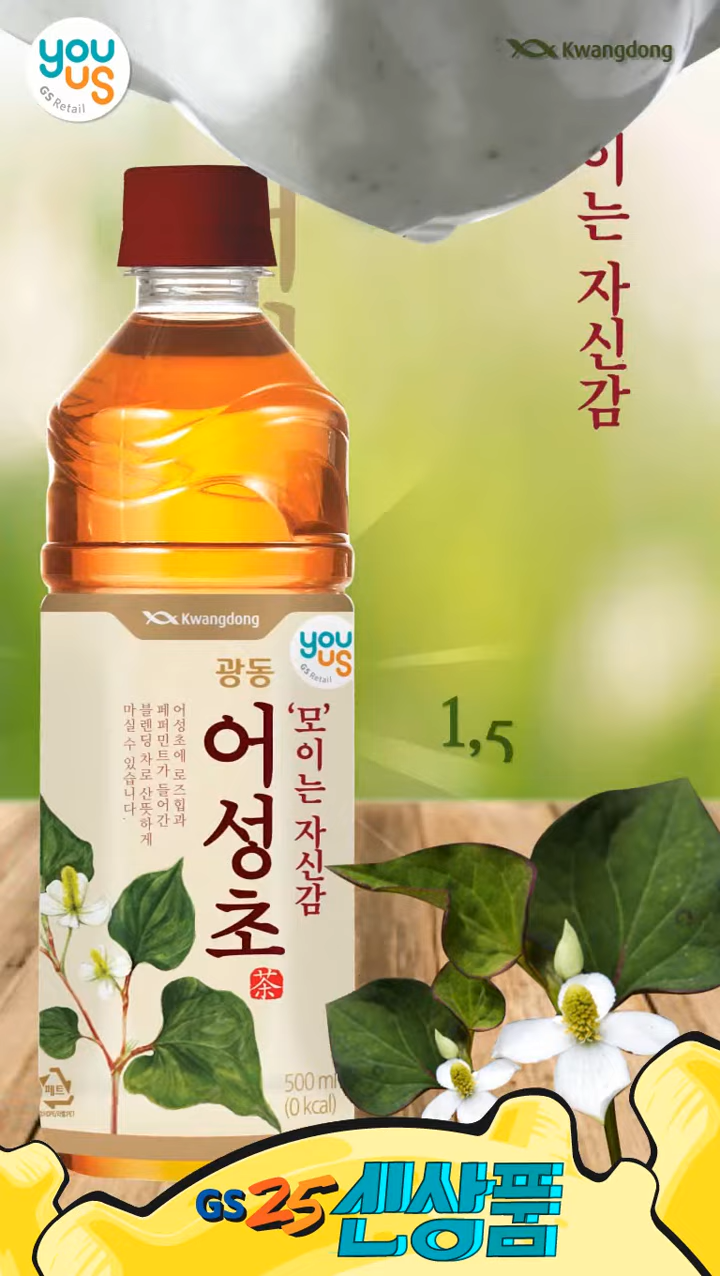 you
us
GS Retail
Kwangdong
이는 자신감
Kwangdong
you
us
GS Retail
광동
'모'이는 자신감
어성초
茶
어성초에 로즈힙과
페퍼민트가 들어간
블렌딩 차로 산뜻하게
마실 수 있습니다.
1,5
500 ml
(0 kcal)
페트
GS25 신상품